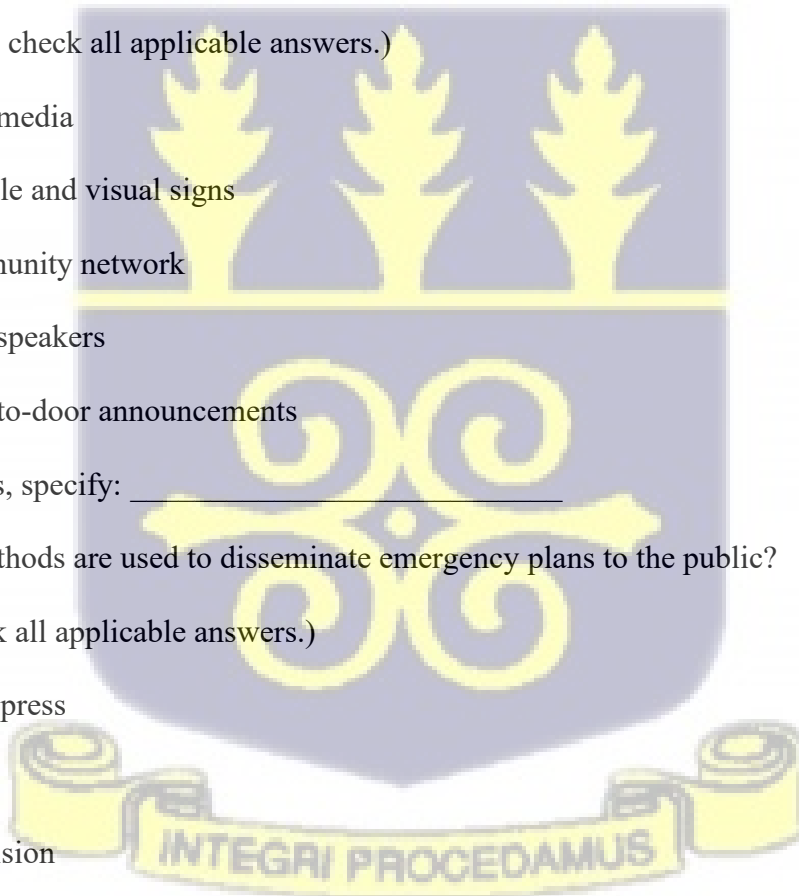 check all applicable answers.)
media
le and visual signs
unity network
speakers
to-door announcements
s, specify: ___________________________
thods are used to disseminate emergency plans to the public?
k all applicable answers.)
press
sion
INTEGRI PROCEDAMUS